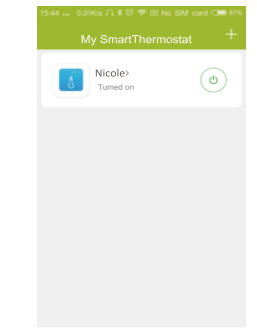 15:44 ... 0.01K/s No SIM card 61%
My SmartThermostat +
Nicole>
Turned on